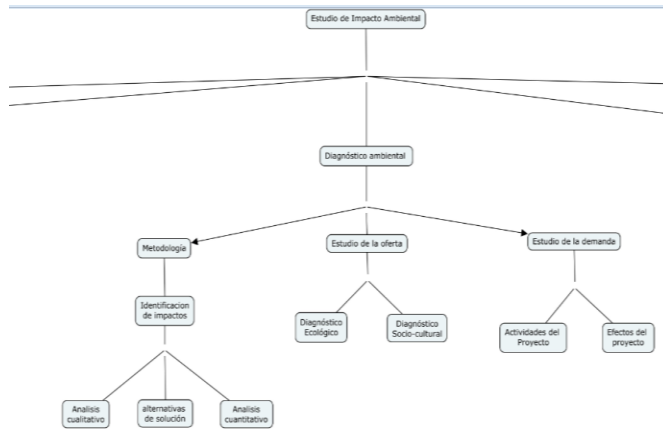 Estudio de Impacto Ambiental
Diagnóstico ambiental
Metodología
Estudio de la oferta
Estudio de la demanda
Identificacion
de impactos
Diagnóstico
Ecológico
Diagnóstico
Socio-cultural
Actividades del
Proyecto
Efectos del
proyecto
Analisis
cualitativo
alternativas
de solución
Analisis
cuantitativo